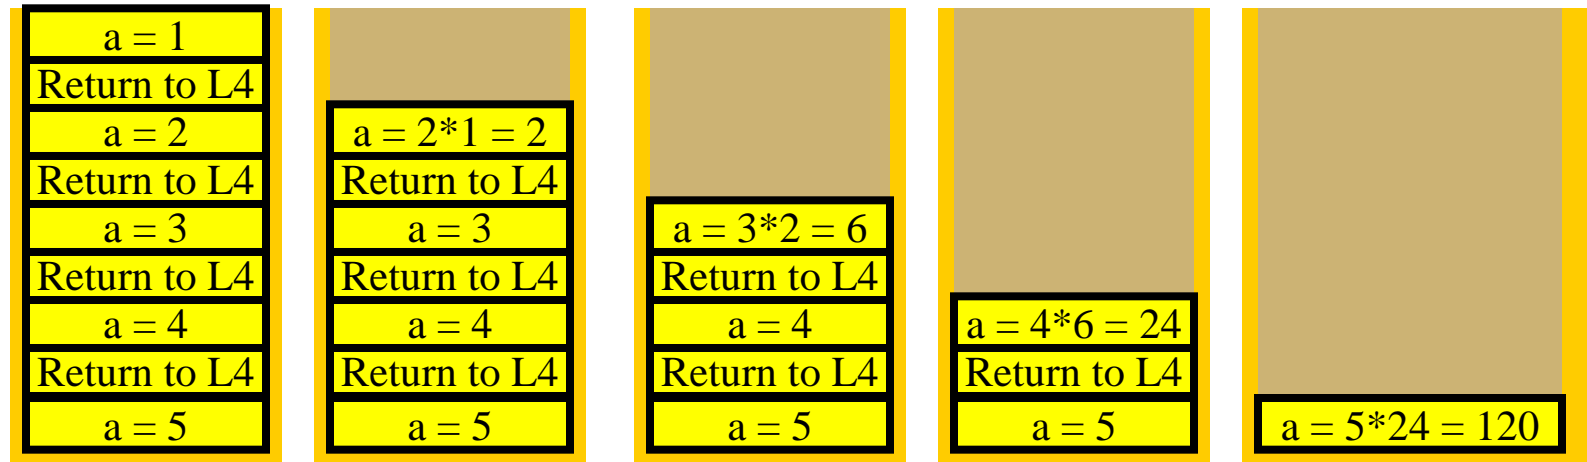 a = 1
Return to L4
a = 2
Return to L4
a = 3
Return to L4
a = 4
Return to L4
a = 5
a = 2*1 = 2
Return to L4
a = 3
Return to L4
a = 4
Return to L4
a = 5
a = 3*2 = 6
Return to L4
a = 4
Return to L4
a = 5
a = 4*6 = 24
Return to L4
a = 5
a = 5*24 = 120